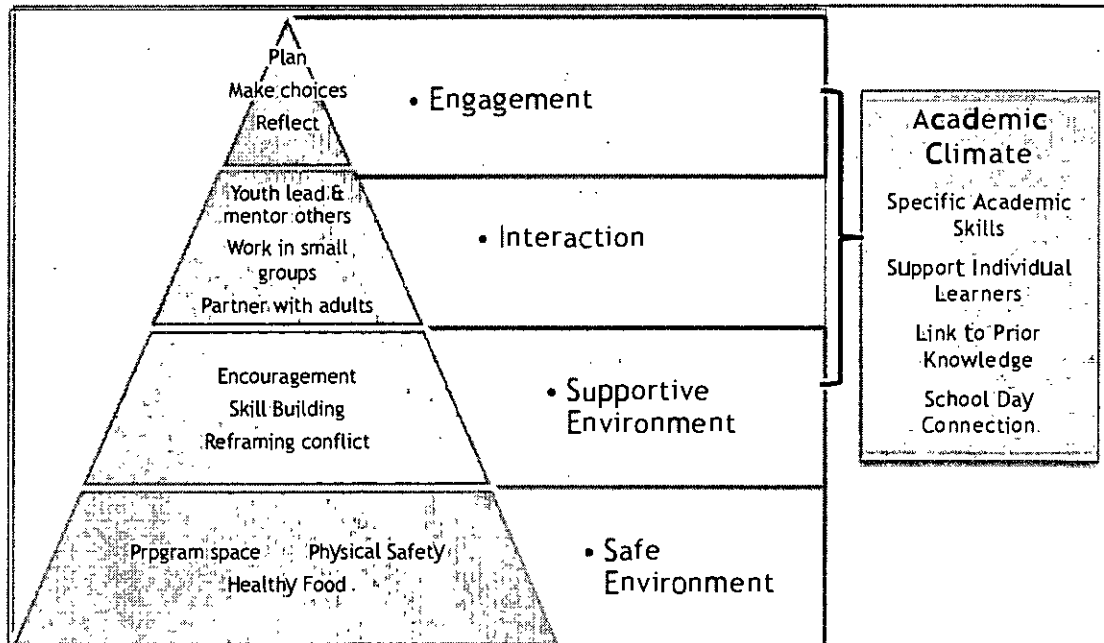 Plan
Make choices
Reflect
• Engagement
Youth lead &
mentor others
Work in small
groups
Partner with adults
• Interaction
Encouragement
Skill Building
Reframing conflict
• Supportive
Environment
Prpgram space Physical Safety
Healthy Food
• Safe
Environment
Academic
Climate
Specific Academic
Skills
Support Individual
Learners
Link to Prior
Knowledge
School Day
Connection